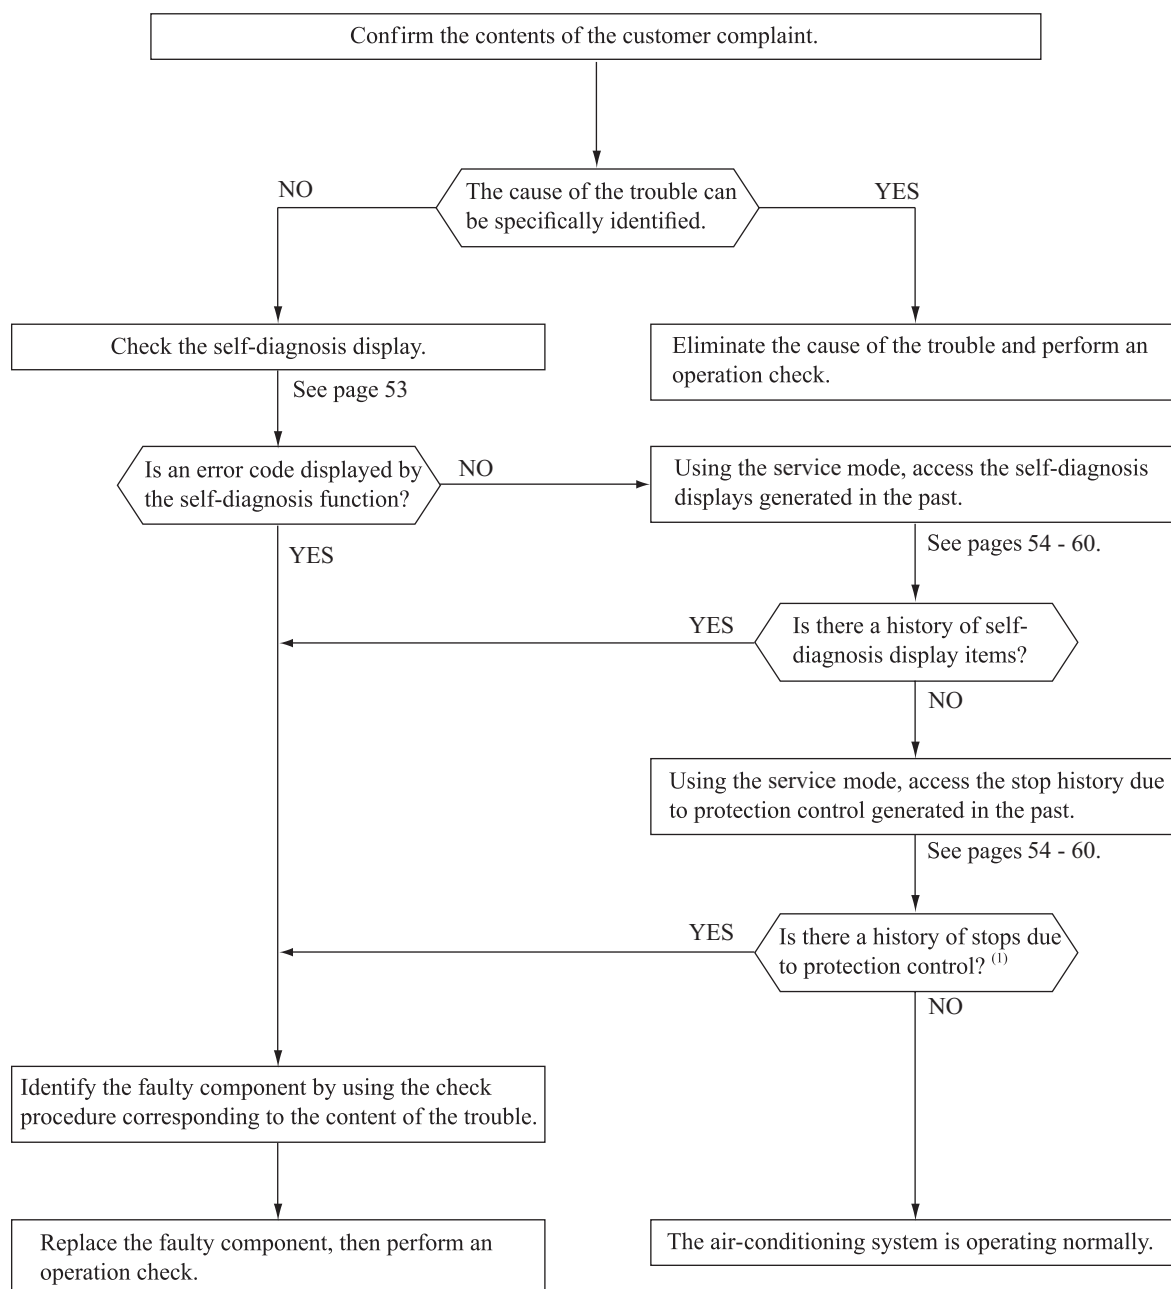 Confirm the contents of the customer complaint.
NO
The cause of the trouble can
be specifically identified.
YES
Check the self-diagnosis display.
Eliminate the cause of the trouble and perform an
operation check.
See page 53
Is an error code displayed by
the self-diagnosis function?
NO
Using the service mode, access the self-diagnosis
displays generated in the past.
YES
See pages 54 - 60.
YES
Is there a history of self-
diagnosis display items?
NO
Using the service mode, access the stop history due
to protection control generated in the past.
See pages 54 - 60.
YES
Is there a history of stops due
to protection control? (1)
NO
Identify the faulty component by using the check
procedure corresponding to the content of the trouble.
Replace the faulty component, then perform an
operation check.
The air-conditioning system is operating normally.